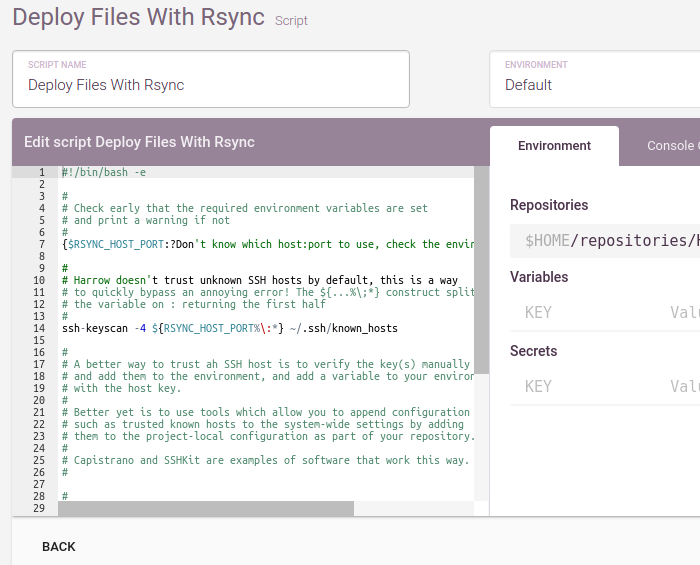 Deploy Files With Rsync Script
SCRIPT NAME
Deploy Files With Rsync
ENVIRONMENT
Default
Edit script Deploy Files With Rsync
Environment
Console
1 #!/bin/bash -e
2
3 #
4 # Check early that the required environment variables are set
5 # and print a warning if not
6 #
7 {$RSYNC_HOST_PORT:?Don't know which host:port to use, check the envir
8
9 #
10 # Harrow doesn't trust unknown SSH hosts by default, this is a way
11 # to quickly bypass an annoying error! The ${...%\;*} construct split
12 # the variable on : returning the first half
13 #
14 ssh-keyscan -4 ${RSYNC_HOST_PORT%\:*} ~/.ssh/known_hosts
15
16 #
17 # A better way to trust ah SSH host is to verify the key(s) manually
18 # and add them to the environment, and add a variable to your enviror
19 # with the host key.
20 #
21 # Better yet is to use tools which allow you to append configuration
22 # such as trusted known hosts to the system-wide settings by adding
23 # them to the project-local configuration as part of your repository.
24 #
25 # Capistrano and SSHKit are examples of software that work this way.
26 #
27
28 #
29
Repositories
$HOME/repositories/
Variables
KEY Valu
Secrets
KEY Valu
BACK